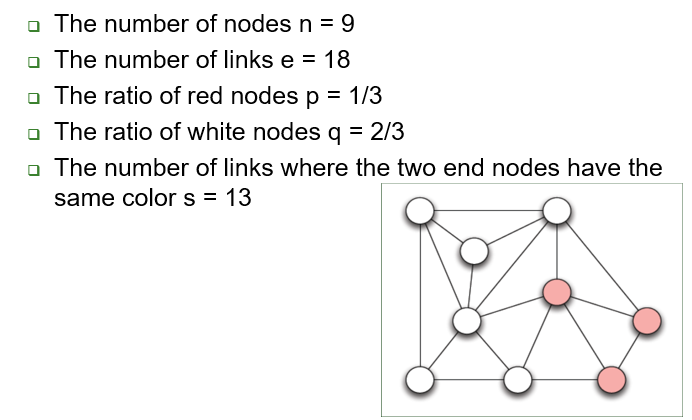 The number of nodes n = 9
The number of links e = 18
The ratio of red nodes p = 1/3
The ratio of white nodes q = 2/3
The number of links where the two end nodes have the
same color s = 13